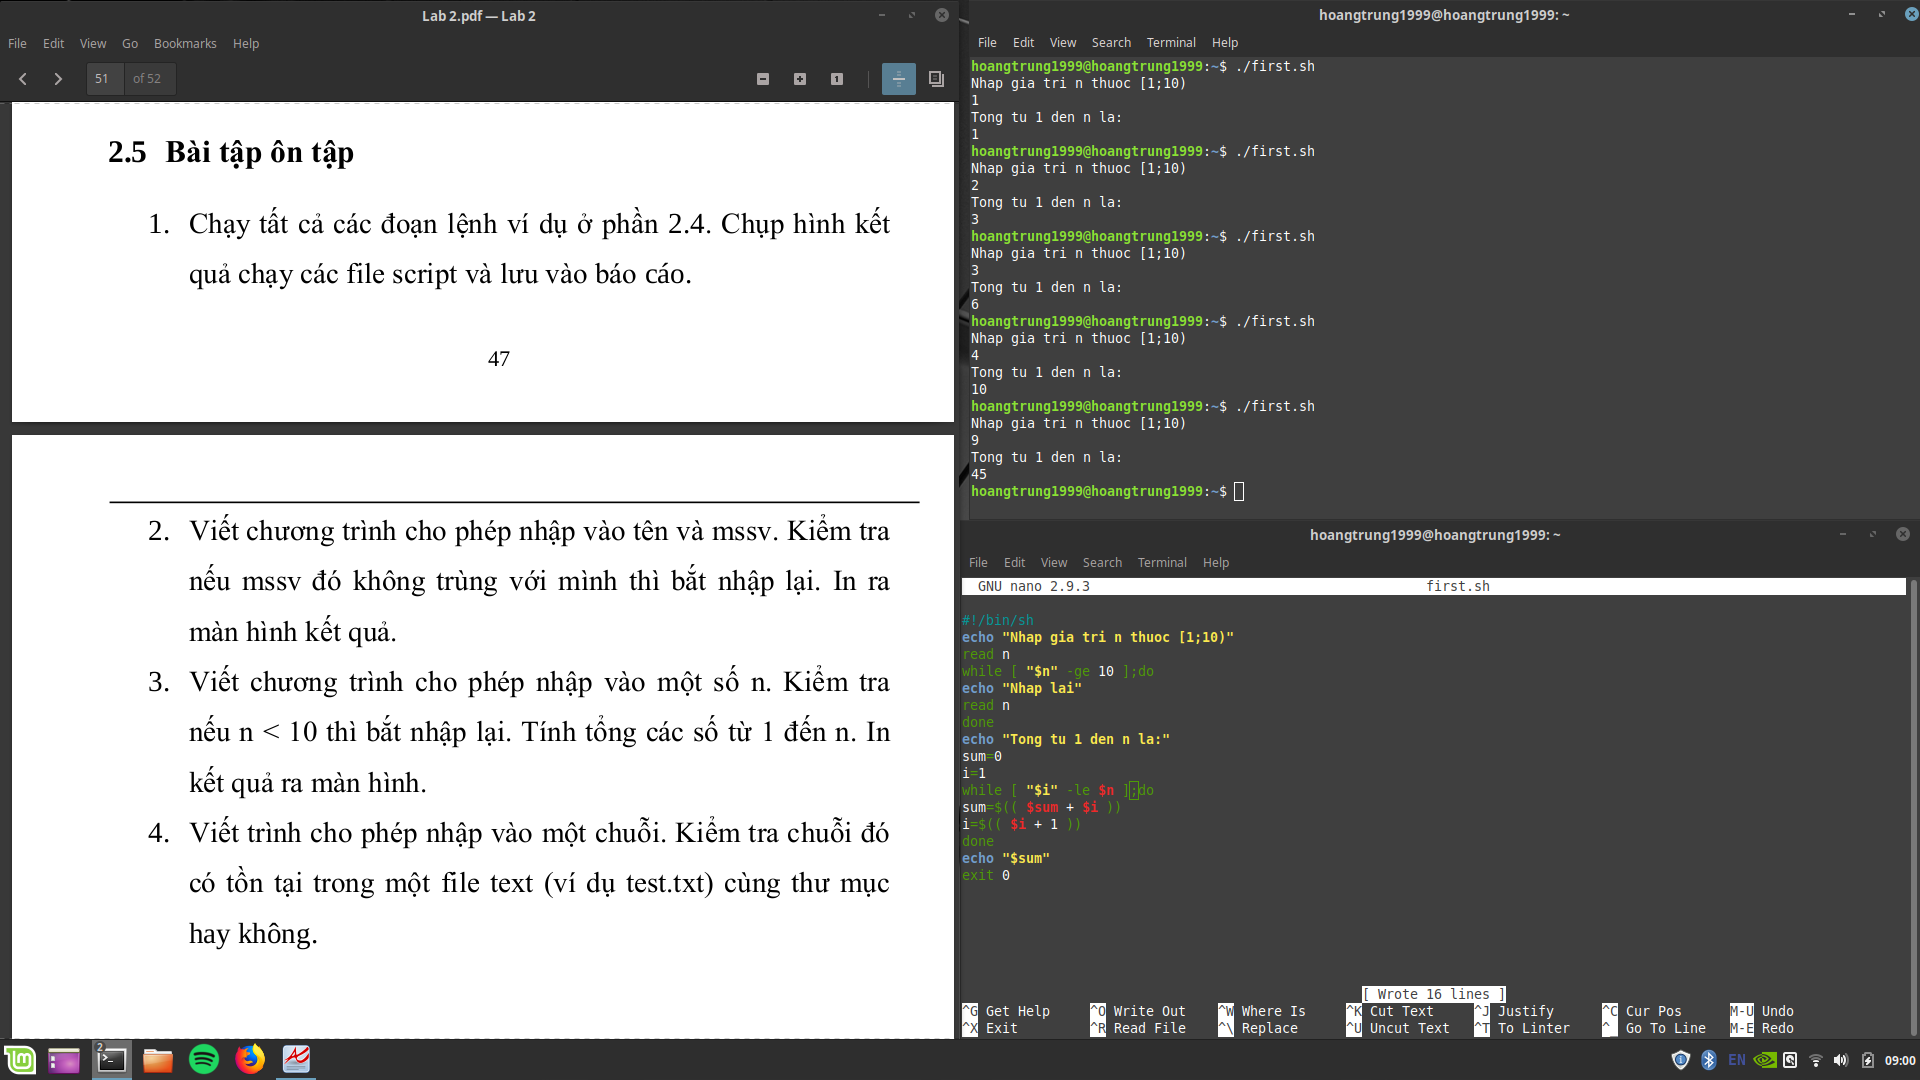 Lab 2.pdf — Lab 2
File Edit View Go Bookmarks Help
51 of 52
2.5 Bài tập ôn tập
1. Chạy tất cả các đoạn lệnh ví dụ ở phần 2.4. Chụp hình kết
quả chạy các file script và lưu vào báo cáo.
47
2. Viết chương trình cho phép nhập vào tên và mssv. Kiểm tra
nếu mssv đó không trùng với mình thì bắt nhập lại. In ra
màn hình kết quả.
3. Viết chương trình cho phép nhập vào một số n. Kiểm tra
nếu n < 10 thì bắt nhập lại. Tính tổng các số từ 1 đến n. In
kết quả ra màn hình.
4. Viết trình cho phép nhập vào một chuỗi. Kiểm tra chuỗi đó
có tồn tại trong một file text (ví dụ test.txt) cùng thư mục
hay không.
hoangtrung1999@hoangtrung1999: ~
File Edit View Search Terminal Help
hoangtrung1999@hoangtrung1999:~$ ./first.sh
Nhap gia tri n thuoc [1;10)
1
Tong tu 1 den n la:
1
hoangtrung1999@hoangtrung1999:~$ ./first.sh
Nhap gia tri n thuoc [1;10)
2
Tong tu 1 den n la:
3
hoangtrung1999@hoangtrung1999:~$ ./first.sh
Nhap gia tri n thuoc [1;10)
3
Tong tu 1 den n la:
6
hoangtrung1999@hoangtrung1999:~$ ./first.sh
Nhap gia tri n thuoc [1;10)
4
Tong tu 1 den n la:
10
hoangtrung1999@hoangtrung1999:~$ ./first.sh
Nhap gia tri n thuoc [1;10)
9
Tong tu 1 den n la:
45
hoangtrung1999@hoangtrung1999:~$
hoangtrung1999@hoangtrung1999: ~
File Edit View Search Terminal Help
GNU nano 2.9.3 first.sh
#!/bin/sh
echo "Nhap gia tri n thuoc [1;10)"
read n
while [ "$n" -ge 10 ];do
echo "Nhap lai"
read n
done
echo "Tong tu 1 den n la:"
sum=0
i=1
while [ "$i" -le $n ];do
sum=$(( $sum + $i ))
i=$(( $i + 1 ))
done
echo "$sum"
exit 0
[ Wrote 16 lines ]
^G Get Help ^O Write Out ^W Where Is ^K Cut Text ^J Justify ^C Cur Pos M-U Undo
^X Exit ^R Read File ^\ Replace ^U Uncut Text ^T To Linter ^_ Go To Line M-E Redo
2
EN 09:00